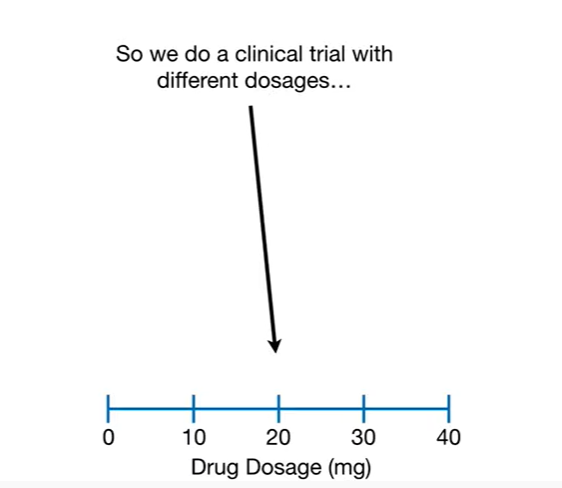 So we do a clinical trial with
different dosages...
0 10 20 30 40
Drug Dosage (mg)